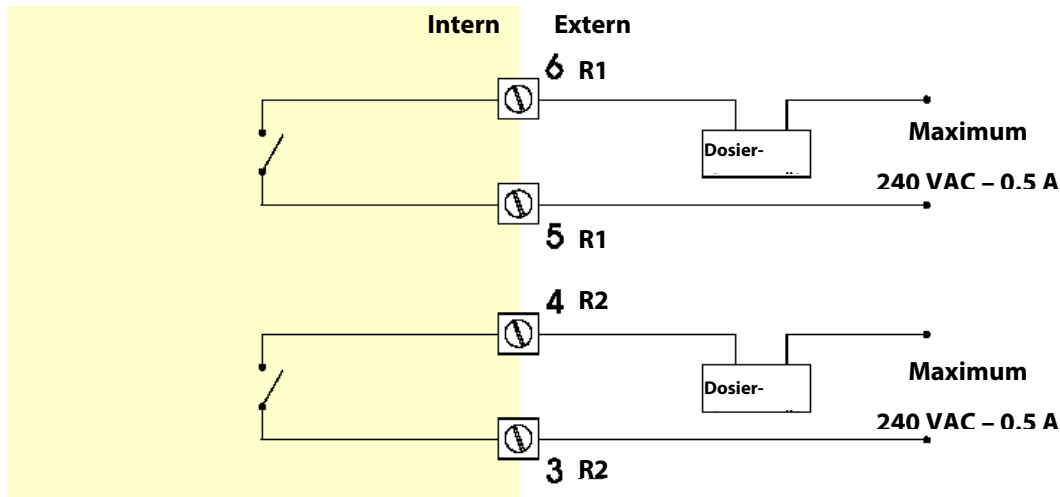 Intern Extern
6 R1
Dosier-
Maximum
240 VAC – 0.5 A
5 R1
4 R2
Dosier-
Maximum
240 VAC – 0.5 A
3 R2